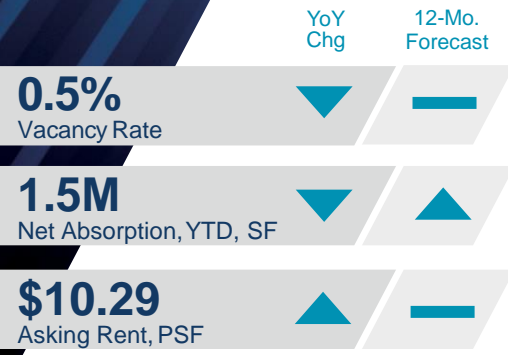 YoY Chg
12-Mo. Forecast
0.5%
Vacancy Rate
1.5M
Net Absorption, YTD, SF
$10.29
Asking Rent, PSF